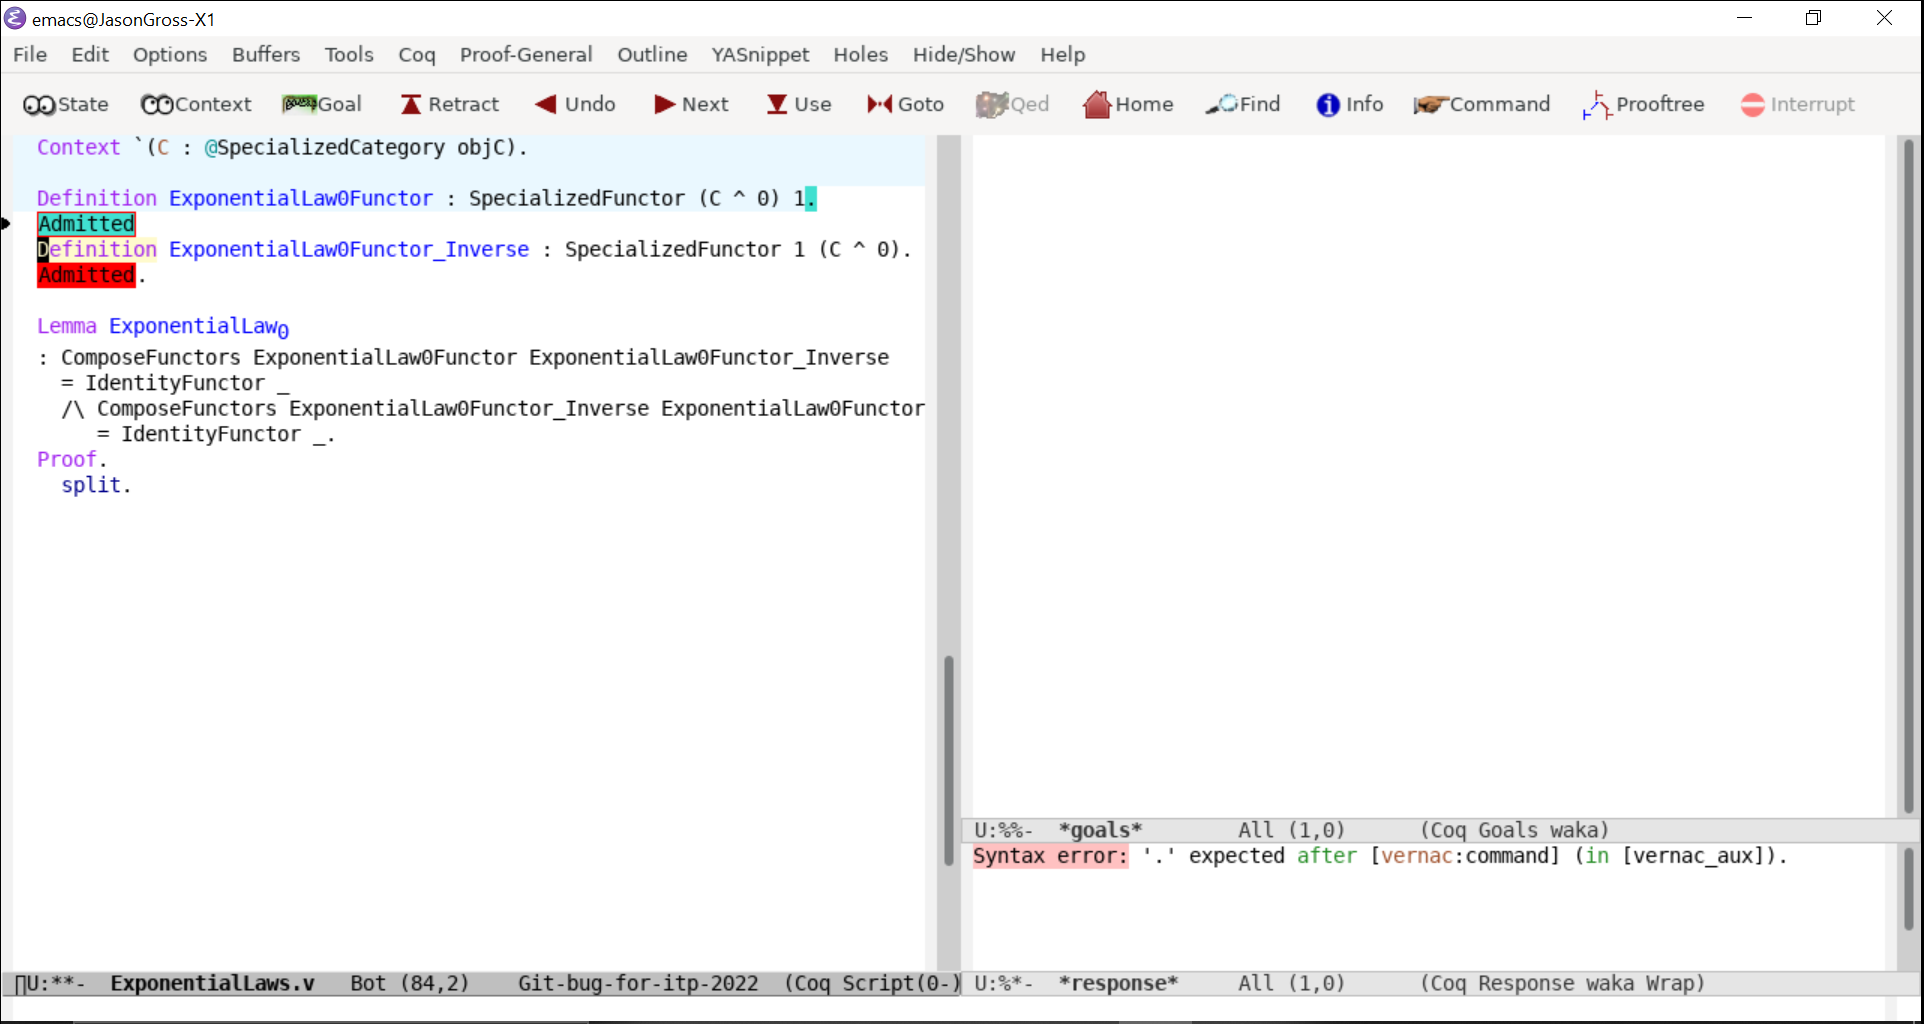 emacs@JasonGross-X1
File Edit Options Buffers Tools Coq Proof-General Outline YASnippet Holes Hide/Show Help
State Context Goal Retract Undo Next Use Goto Qed Home Find Info Command Prooftree Interrupt
Context `(C : @SpecializedCategory objC).
Definition ExponentialLaw0Functor : SpecializedFunctor (C ^ 0) 1.
Admitted
Definition ExponentialLaw0Functor_Inverse : SpecializedFunctor 1 (C ^ 0).
Admitted.
Lemma ExponentialLaw0
: ComposeFunctors ExponentialLaw0Functor ExponentialLaw0Functor_Inverse
= IdentityFunctor _
/\ ComposeFunctors ExponentialLaw0Functor_Inverse ExponentialLaw0Functor
= IdentityFunctor _.
Proof.
split.
U:**- ExponentialLaws.v Bot (84,2) Git-bug-for-itp-2022 (Coq Script(0-)
U:%%- *goals* All (1,0) (Coq Goals waka)
Syntax error: '.' expected after [vernac:command] (in [vernac_aux]).
U:%*- *response* All (1,0) (Coq Response waka Wrap)